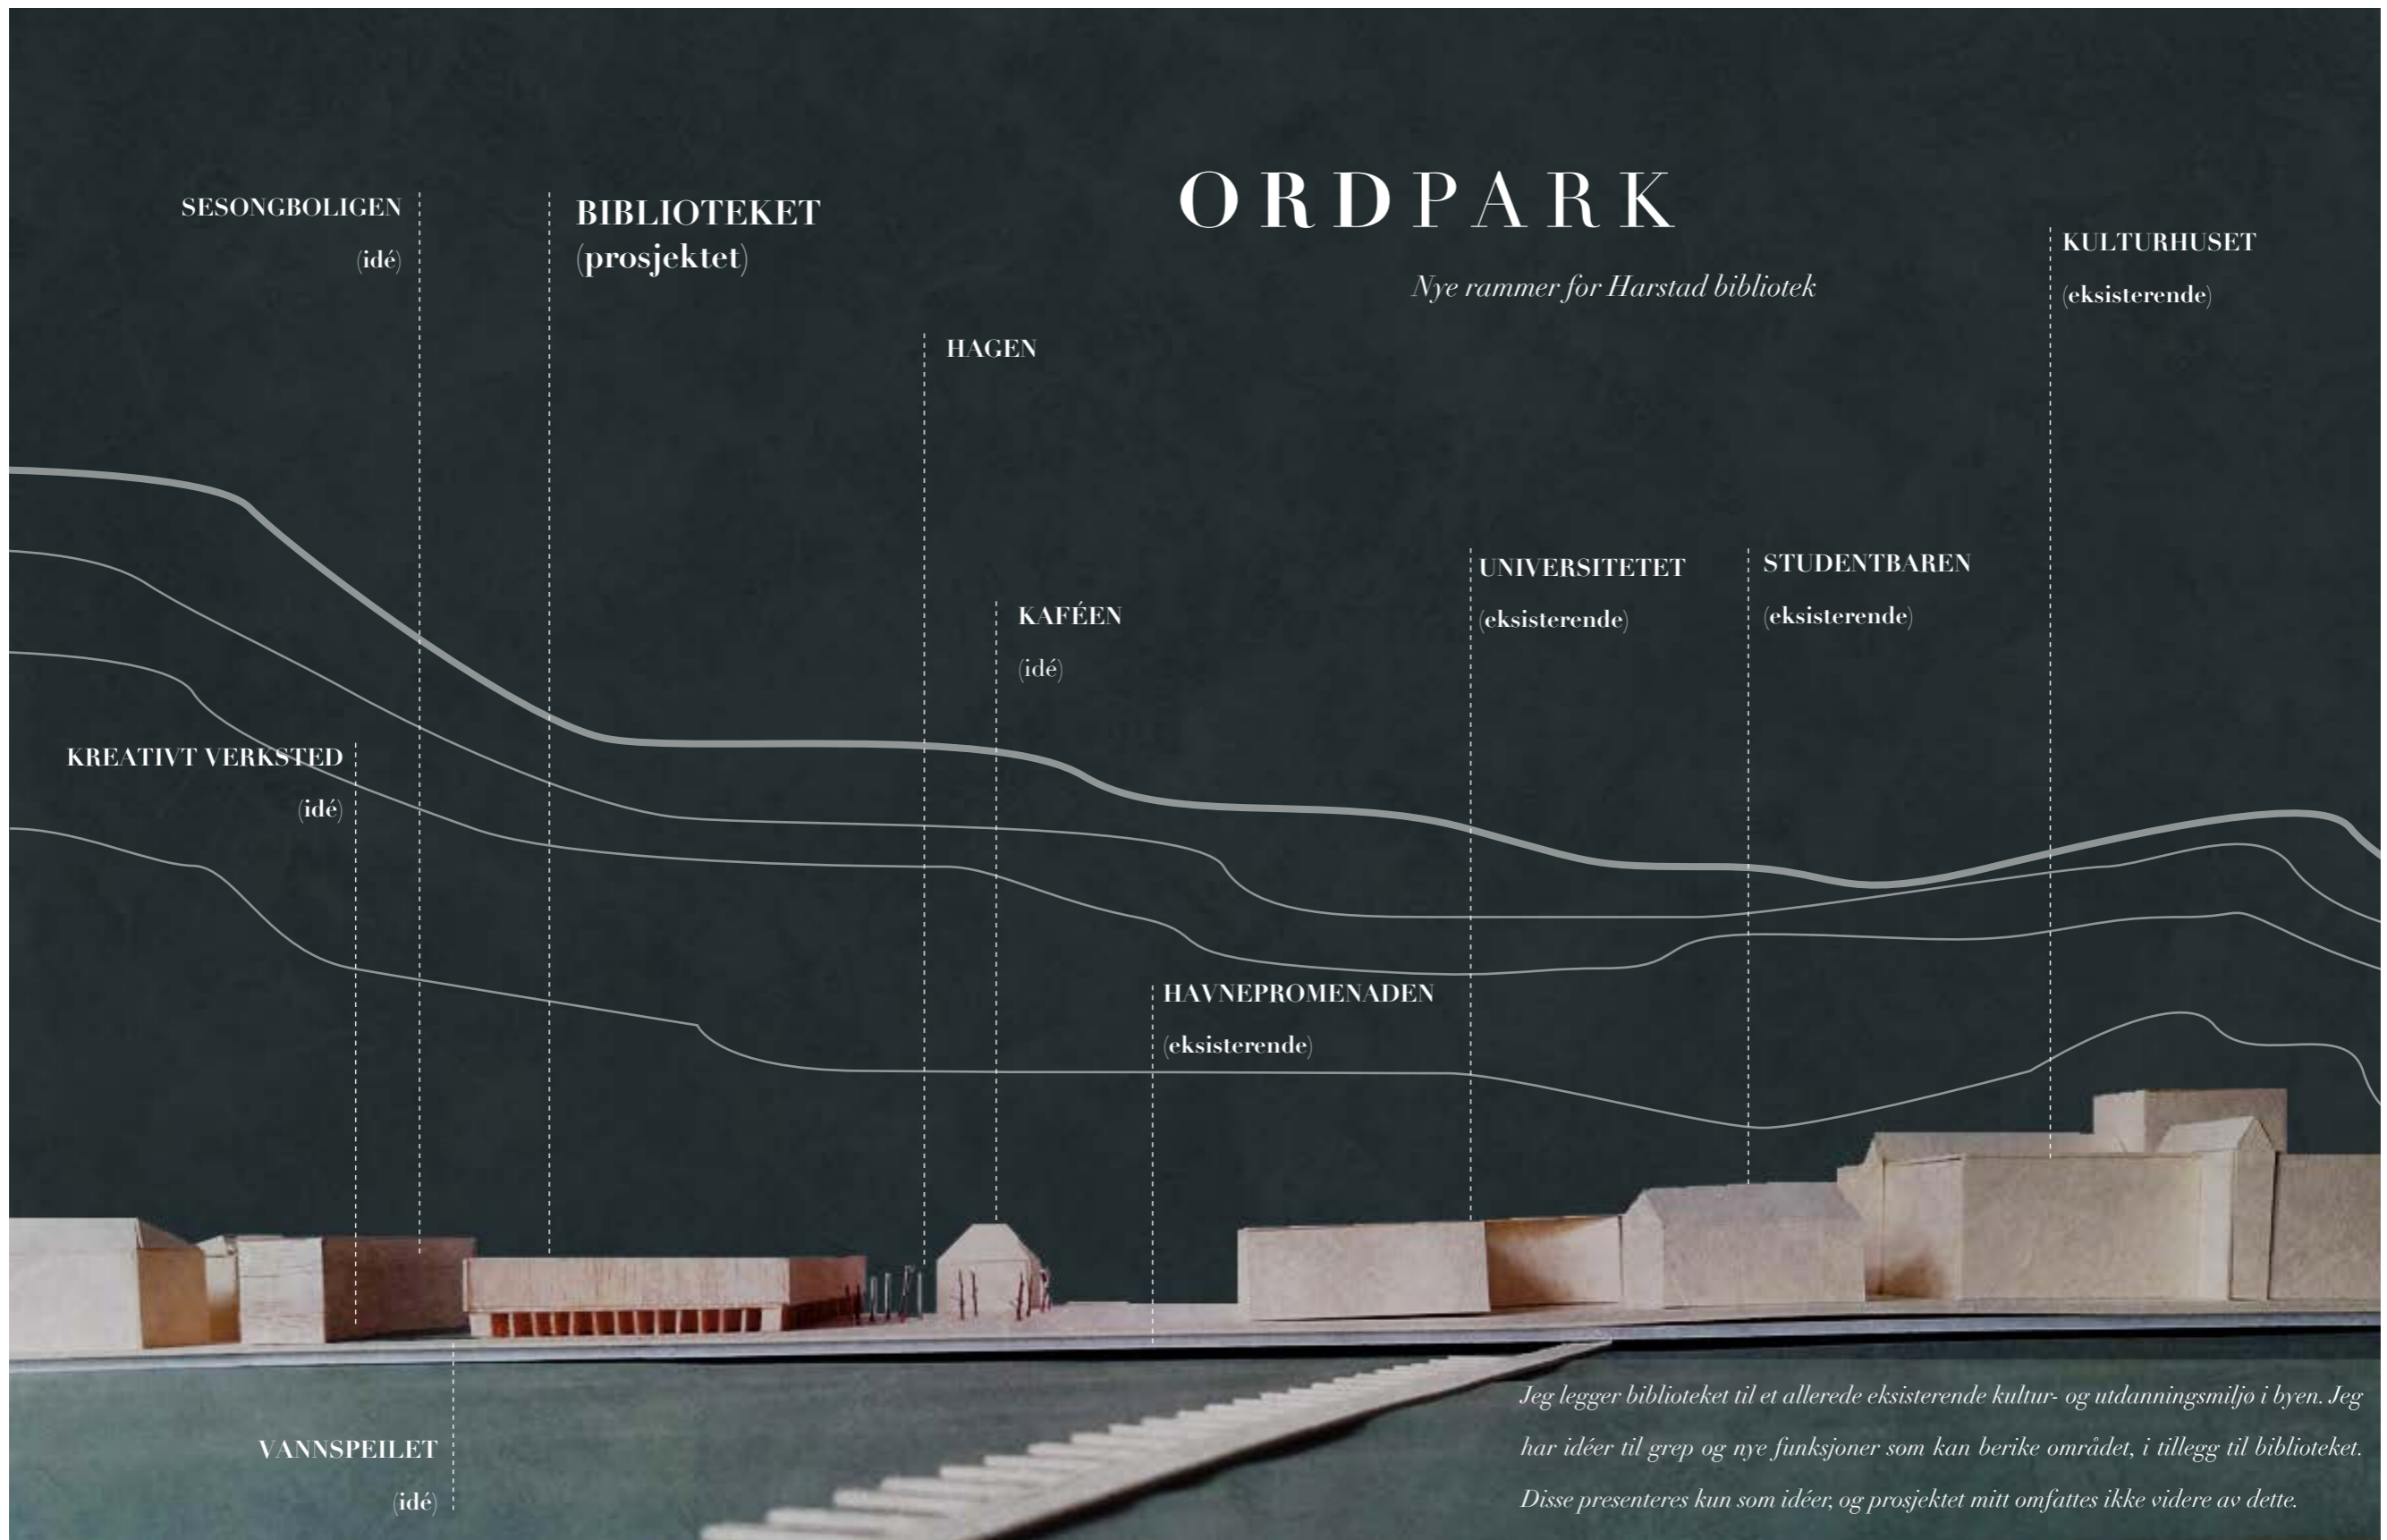 ORDPARK
Nye rammer for Harstad bibliotek
SESONGBOLIGEN
(idé)
BIBLIOTEKET
(prosjektet)
KULTURHUSET
(eksisterende)
HAGEN
UNIVERSITETET
(eksisterende)
STUDENTBAREN
(eksisterende)
KAFÉEN
(idé)
KREATIVT VERKSTED
(idé)
HAVNEPROMENADEN
(eksisterende)
VANNSPEILET
(idé)
Jeg legger biblioteket til et allerede eksisterende kultur- og utdanningsmiljø i byen. Jeg
har idéer til grep og nye funksjoner som kan berike området, i tillegg til biblioteket.
Disse presenteres kun som idéer, og prosjektet mitt omfattes ikke videre av dette.